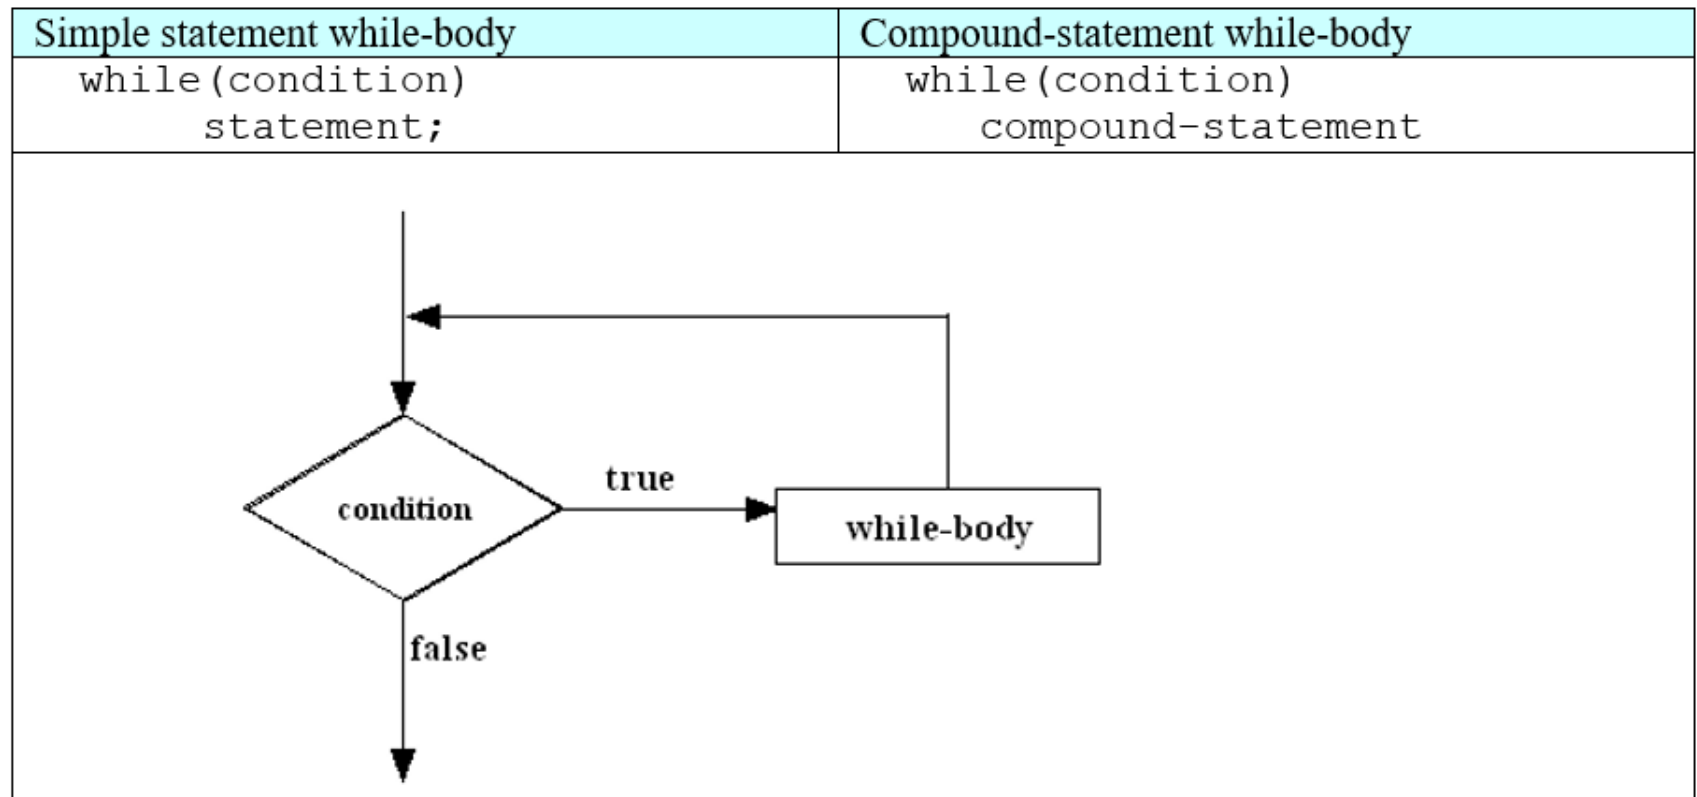 Simple statement while-body
Compound-statement while-body
while(condition)
statement;
while(condition)
compound-statement
true
condition
while-body
false